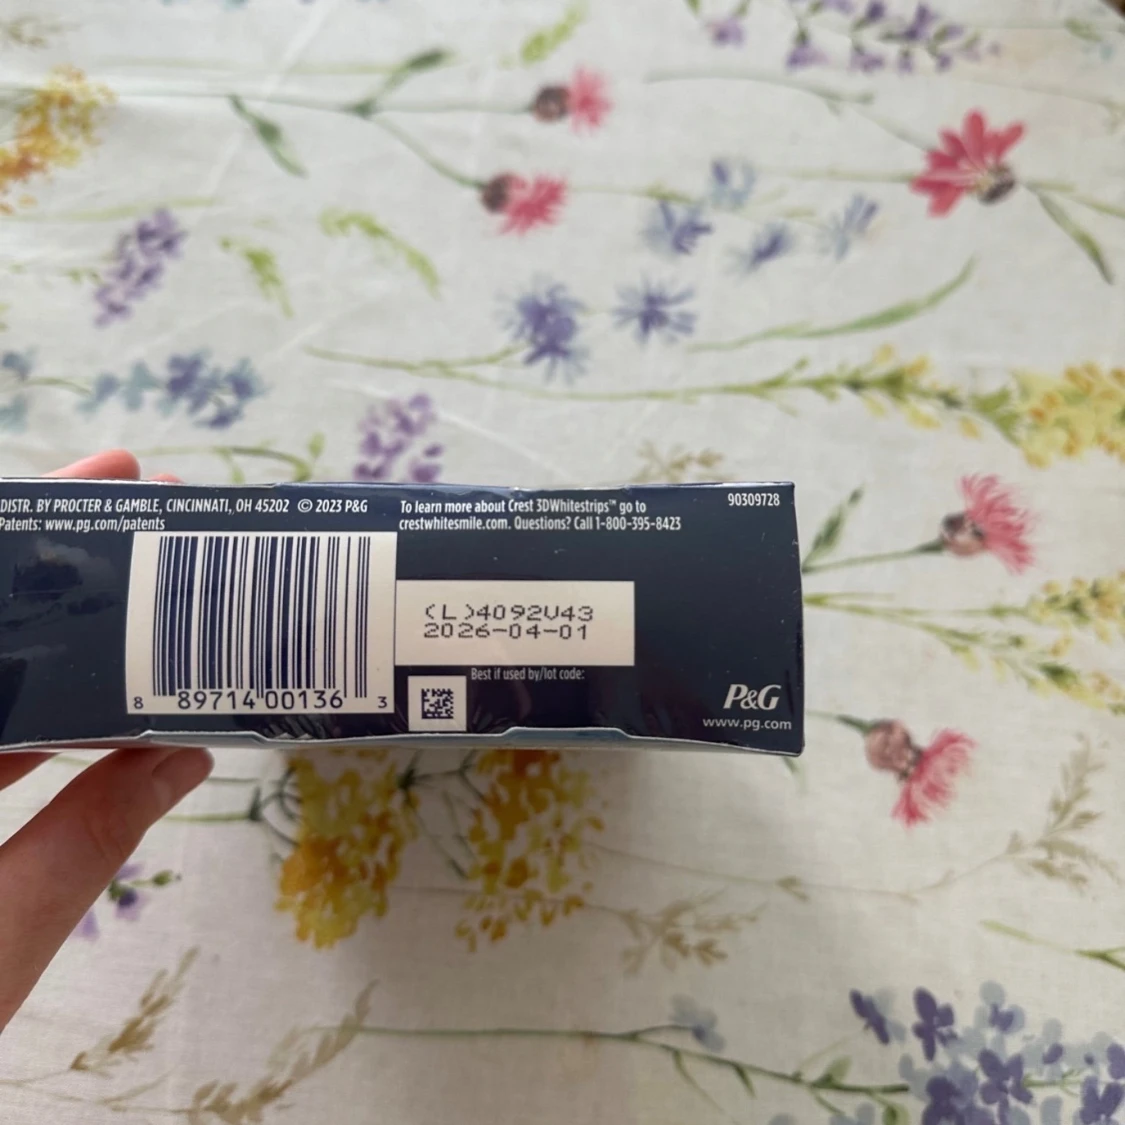 DISTR. BY PROCTER & GAMBLE, CINCINNATI, OH 45202 © 2023 P&G
Patents: www.pg.com/patents
To learn more about Crest 3DWhitestrips™ go to
crestwhitesmile.com. Questions? Call 1-800-395-8423
90309728
(L)4092U43
2026-04-01
Best if used by/lot code:
8 89714 00136 3
P&G
www.pg.com